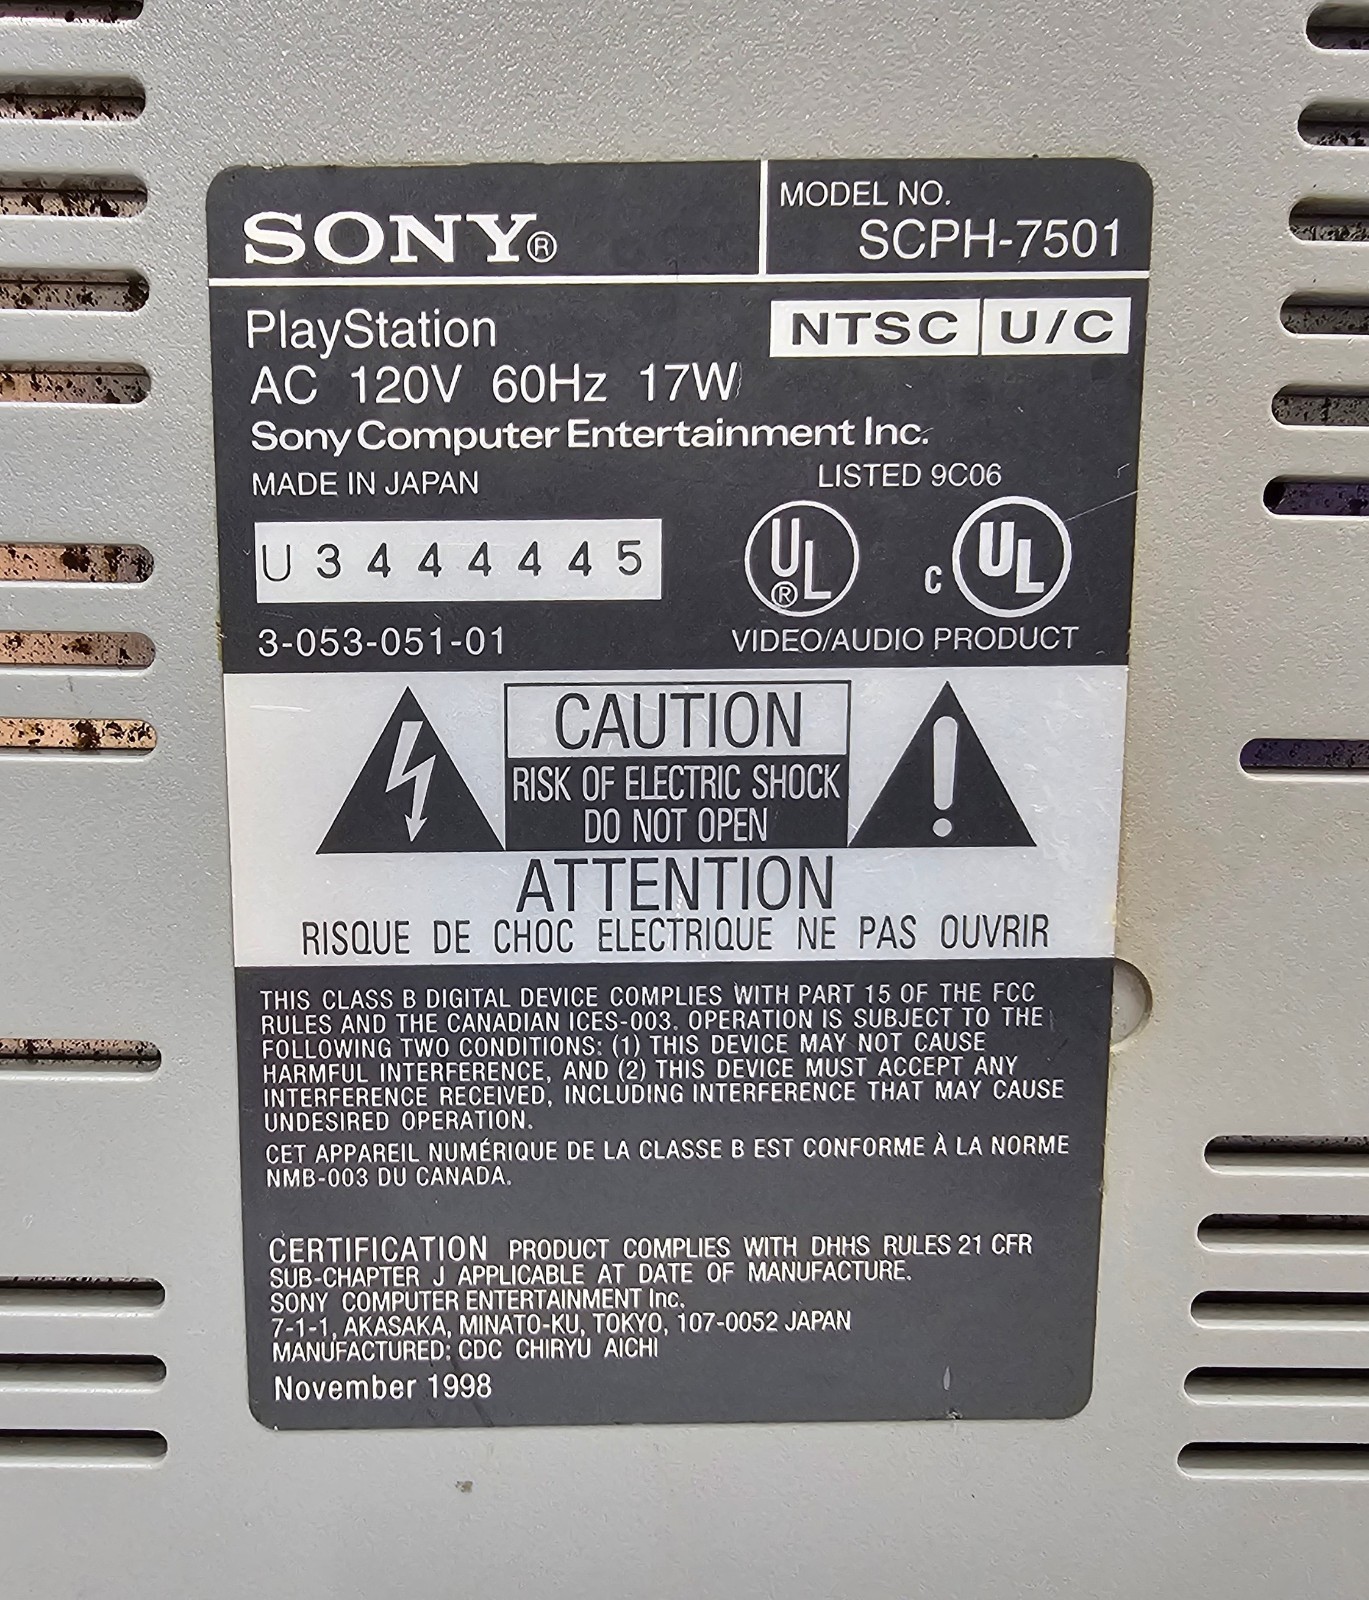 SONY®
MODEL NO.
SCPH-7501
PlayStation
NTSC U/C
AC 120V 60Hz 17W
Sony Computer Entertainment Inc.
MADE IN JAPAN
LISTED 9C06
U3444445
UL® c UL
3-053-051-01
VIDEO/AUDIO PRODUCT
CAUTION
RISK OF ELECTRIC SHOCK
DO NOT OPEN
ATTENTION
RISQUE DE CHOC ELECTRIQUE NE PAS OUVRIR
THIS CLASS B DIGITAL DEVICE COMPLIES WITH PART 15 OF THE FCC
RULES AND THE CANADIAN ICES-003. OPERATION IS SUBJECT TO THE
FOLLOWING TWO CONDITIONS: (1) THIS DEVICE MAY NOT CAUSE
HARMFUL INTERFERENCE, AND (2) THIS DEVICE MUST ACCEPT ANY
INTERFERENCE RECEIVED, INCLUDING INTERFERENCE THAT MAY CAUSE
UNDESIRED OPERATION.
CET APPAREIL NUMÉRIQUE DE LA CLASSE B EST CONFORME À LA NORME
NMB-003 DU CANADA.
CERTIFICATION PRODUCT COMPLIES WITH DHHS RULES 21 CFR
SUB-CHAPTER J APPLICABLE AT DATE OF MANUFACTURE.
SONY COMPUTER ENTERTAINMENT Inc.
7-1-1, AKASAKA, MINATO-KU, TOKYO, 107-0052 JAPAN
MANUFACTURED: CDC CHIRYU AICHI
November 1998